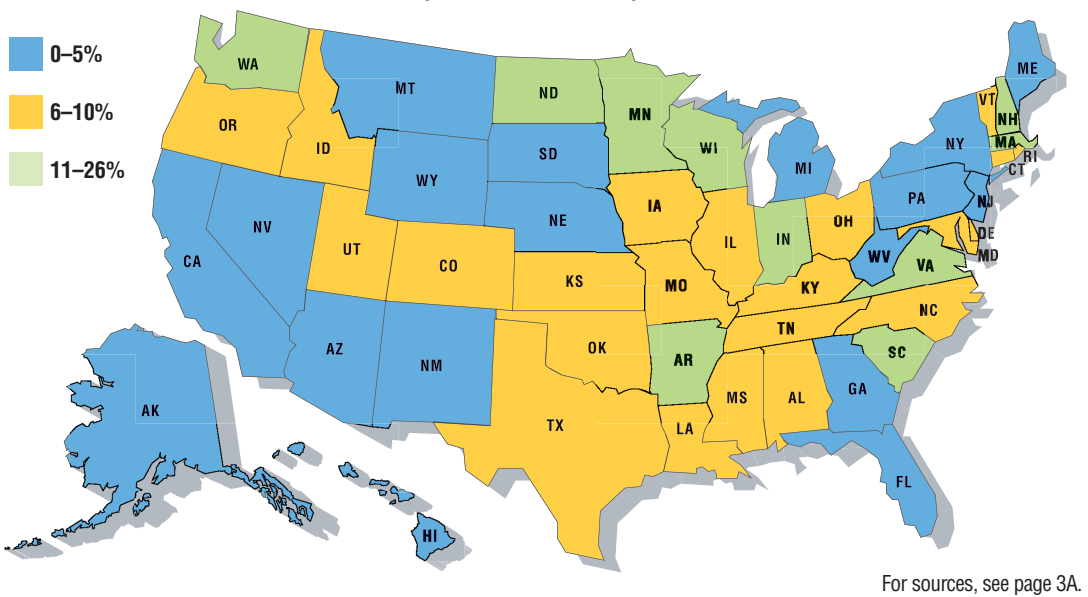 0–5%
6–10%
11–26%
WA
MT
ND
MN
ME
VT
NH
OR
ID
SD
WI
NY
MA
RI
CT
MI
WY
PA
NJ
IA
NE
NV
OH
IL
IN
DE
MD
UT
CO
CA
WV
VA
KS
MO
KY
NC
TN
OK
AZ
NM
AR
SC
GA
MS
AL
AK
TX
LA
FL
HI
For sources, see page 3A.